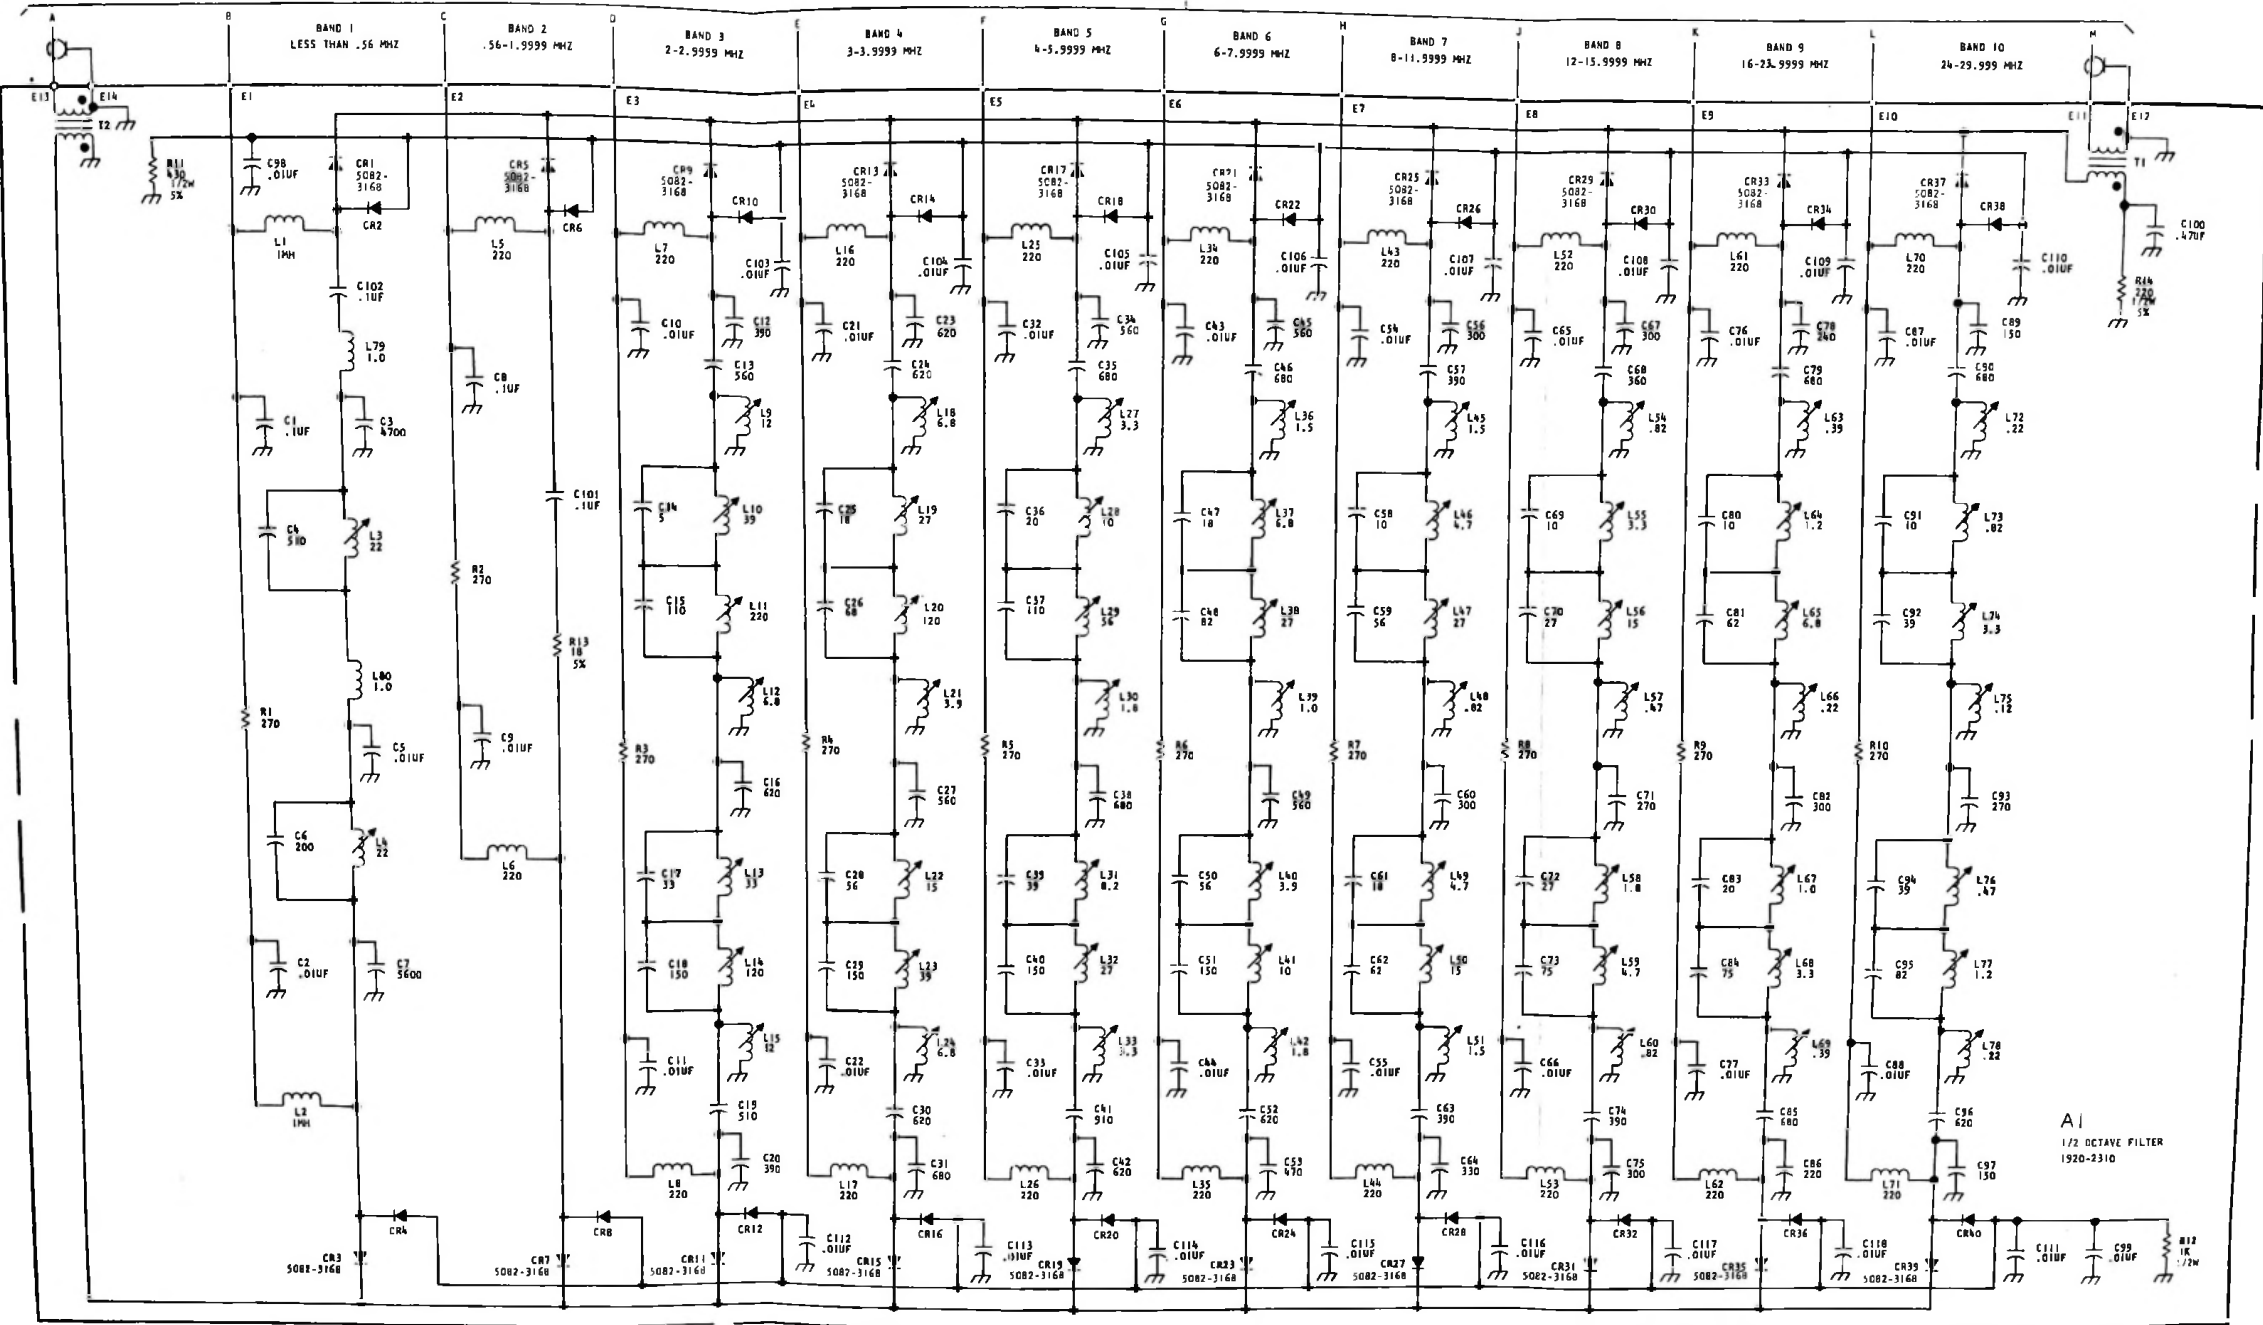 A
B
BAND 1
LESS THAN .56 MHZ
C
BAND 2
.56-1.9999 MHZ
D
BAND 3
2-2.9999 MHZ
E
BAND 4
3-3.9999 MHZ
F
BAND 5
4-5.9999 MHZ
G
BAND 6
6-7.9999 MHZ
H
BAND 7
8-11.9999 MHZ
J
BAND 8
12-15.9999 MHZ
K
BAND 9
16-23.9999 MHZ
L
BAND 10
24-29.999 MHZ
M
E13
E14
E1
E2
E3
E4
E5
E6
E7
E8
E9
E10
E11
E12
T2
T1
R11
430
1/2W
5%
C98
.01UF
CR1
5082-
3168
CR2
L1
1MH
C102
.1UF
L79
1.0
C1
.1UF
C3
4700
C4
510
L3
22
L80
1.0
R1
270
C5
.01UF
C6
200
L4
22
C2
.01UF
C7
5600
L2
1MH
CR4
CR3
5082-3168
CR5
5082-
3168
CR6
L5
220
C8
.1UF
C101
.1UF
R2
270
R13
18
5%
C9
.01UF
L6
220
CR8
CR7
5082-3168
CR9
5082-
3168
CR10
L7
220
C103
.01UF
C10
.01UF
C12
390
C13
560
L9
12
C14
5
L10
39
C15
110
L11
220
L12
6.8
R3
270
C16
620
C17
33
L13
33
C18
150
L14
120
L15
12
C11
.01UF
C19
510
C20
390
L8
220
CR12
C112
.01UF
CR11
5082-3168
CR13
5082-
3168
CR14
L16
220
C104
.01UF
C21
.01UF
C23
620
C24
620
L18
6.8
C25
18
L19
27
C26
68
L20
120
L21
3.9
R4
270
C27
560
C28
56
L22
15
C29
150
L23
39
L24
6.8
C22
.01UF
C30
620
C31
680
L17
220
CR16
C113
.01UF
CR15
5082-3168
CR17
5082-
3168
CR18
L25
220
C105
.01UF
C32
.01UF
C34
560
C35
680
L27
3.3
C36
20
L28
10
C37
110
L29
56
L30
1.8
R5
270
C38
680
C39
39
L31
8.2
C40
150
L32
27
L33
3.3
C33
.01UF
C41
910
C42
620
L26
220
CR20
C114
.01UF
CR19
5082-3168
CR21
5082-
3168
CR22
L34
220
C106
.01UF
C43
.01UF
C45
560
C46
680
L36
1.5
C47
18
L37
6.8
C48
82
L38
27
L39
1.0
R6
270
C49
560
C50
56
L40
3.9
C51
150
L41
10
L42
1.8
C44
.01UF
C52
620
C53
470
L35
220
CR24
C115
.01UF
CR23
5082-3168
CR25
5082-
3168
CR26
L43
220
C107
.01UF
C54
.01UF
C56
300
C57
390
L45
1.5
C58
10
L46
4.7
C59
56
L47
27
L48
.82
R7
270
C60
300
C61
18
L49
4.7
C62
62
L50
15
L51
1.5
C55
.01UF
C63
390
C64
330
L44
220
CR28
C116
.01UF
CR27
5082-3168
CR29
5082-
3168
CR30
L52
220
C108
.01UF
C65
.01UF
C67
300
C68
360
L54
.82
C69
10
L55
3.3
C70
27
L56
15
L57
.47
R8
270
C71
270
C72
27
L58
1.8
C73
75
L59
4.7
L60
.82
C66
.01UF
C74
390
C75
300
L53
220
CR32
C117
.01UF
CR31
5082-3168
CR33
5082-
3168
CR34
L61
220
C109
.01UF
C76
.01UF
C78
240
C79
680
L63
.39
C80
10
L64
1.2
C81
62
L65
6.8
L66
.22
R9
270
C82
300
C83
20
L67
1.0
C84
75
L68
3.3
L69
.39
C77
.01UF
C85
680
C86
220
L62
220
CR36
C118
.01UF
CR35
5082-3168
CR37
5082-
3168
CR38
L70
220
C110
.01UF
C87
.01UF
C89
150
C90
680
L72
.22
C91
10
L73
.82
C92
39
L74
3.3
L75
.12
R10
270
C93
270
C94
39
L76
.47
C95
82
L77
1.2
L78
.22
C88
.01UF
C96
620
C97
150
L71
220
CR40
CR39
5082-3168
C111
.01UF
C99
.01UF
R12
1K
1/2W
C100
.47UF
R14
220
1/2W
5%
A1
1/2 OCTAVE FILTER
1920-2310